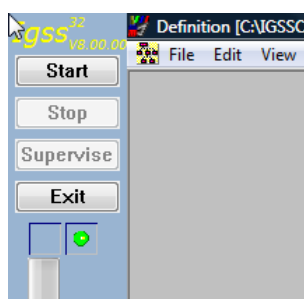 Igss32
V8.00.00
Definition [C:\IGSSC
File Edit View
Start
Stop
Supervise
Exit